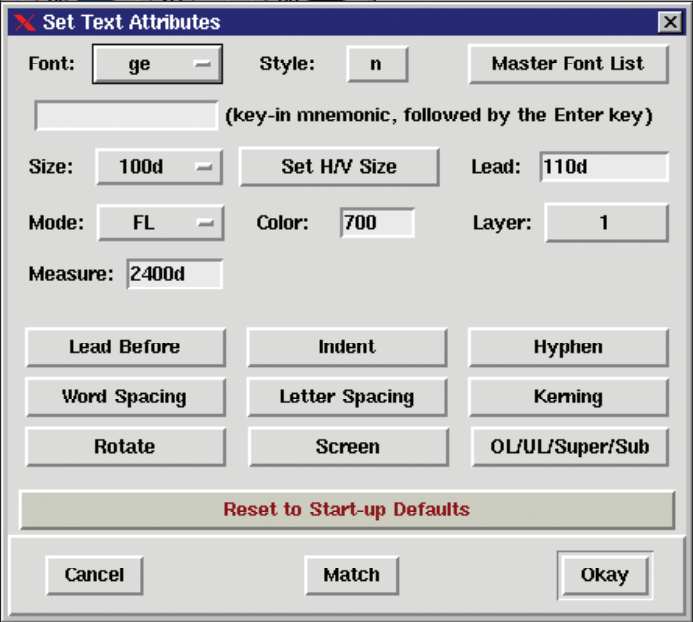 Set Text Attributes
Font: ge Style: n Master Font List
(key-in mnemonic, followed by the Enter key)
Size: 100d Set H/V Size Lead: 110d
Mode: FL Color: 700 Layer: 1
Measure: 2400d
Lead Before Indent Hyphen
Word Spacing Letter Spacing Kerning
Rotate Screen OL/UL/Super/Sub
Reset to Start-up Defaults
Cancel Match Okay